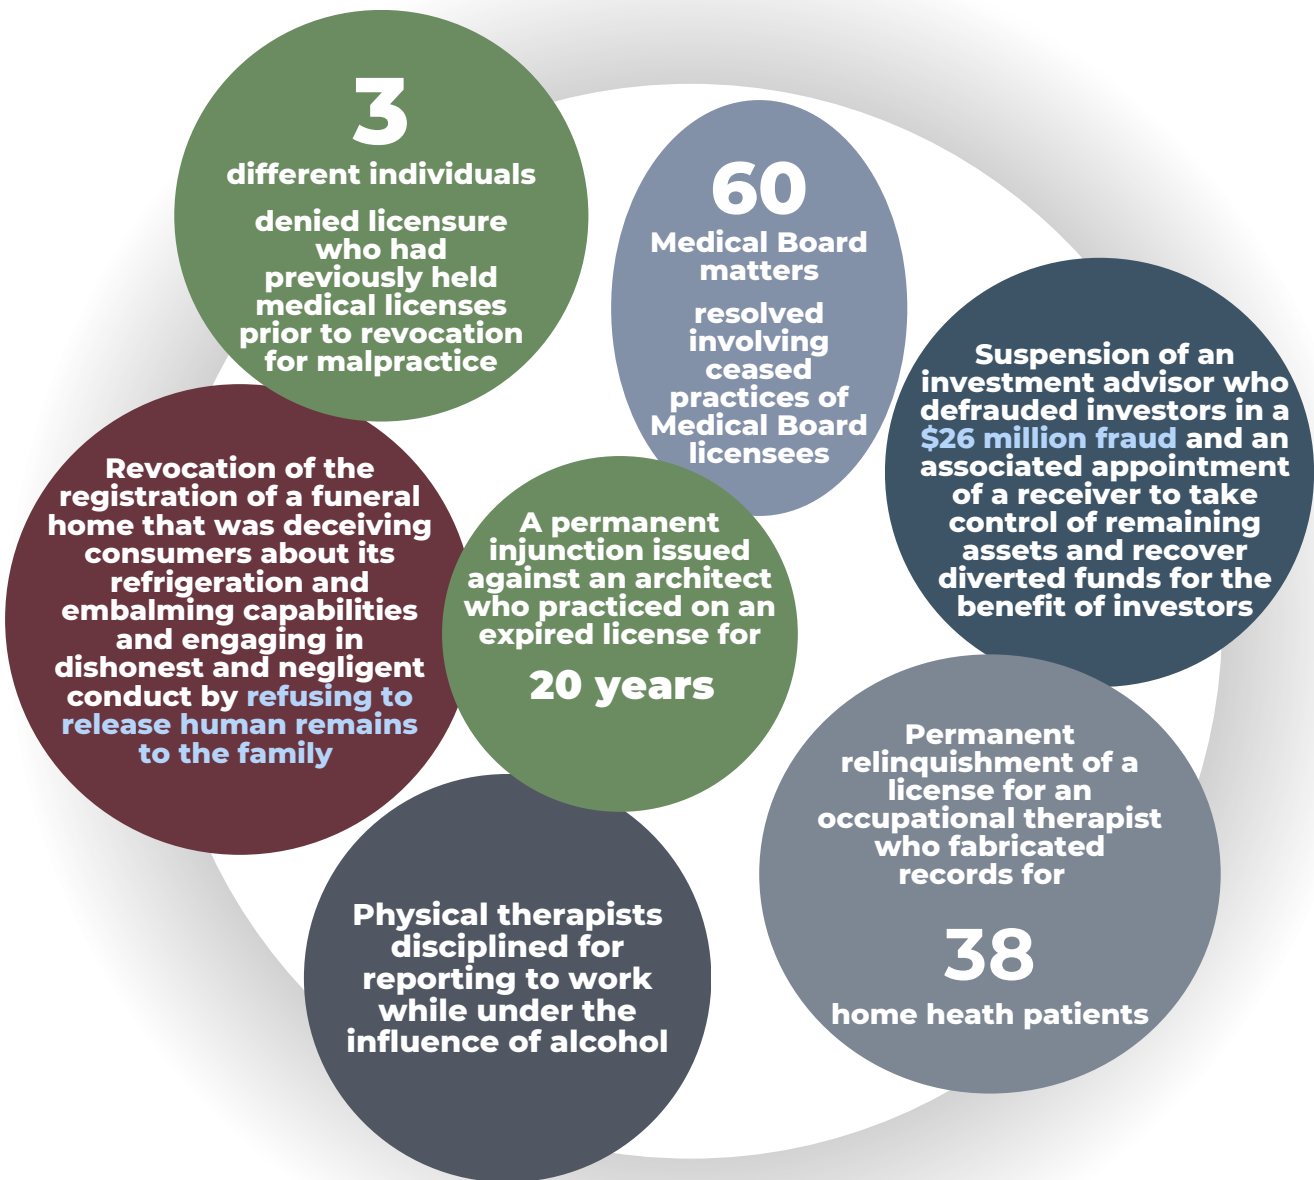 3
different individuals
denied licensure
who had
previously held
medical licenses
prior to revocation
for malpractice
60
Medical Board
matters
resolved
involving
ceased
practices of
Medical Board
licensees
Suspension of an
investment advisor who
defrauded investors in a
$26 million fraud and an
associated appointment
of a receiver to take
control of remaining
assets and recover
diverted funds for the
benefit of investors
Revocation of the
registration of a funeral
home that was deceiving
consumers about its
refrigeration and
embalming capabilities
and engaging in
dishonest and negligent
conduct by refusing to
release human remains
to the family
A permanent
injunction issued
against an architect
who practiced on an
expired license for
20 years
Permanent
relinquishment of a
license for an
occupational therapist
who fabricated
records for
38
home heath patients
Physical therapists
disciplined for
reporting to work
while under the
influence of alcohol